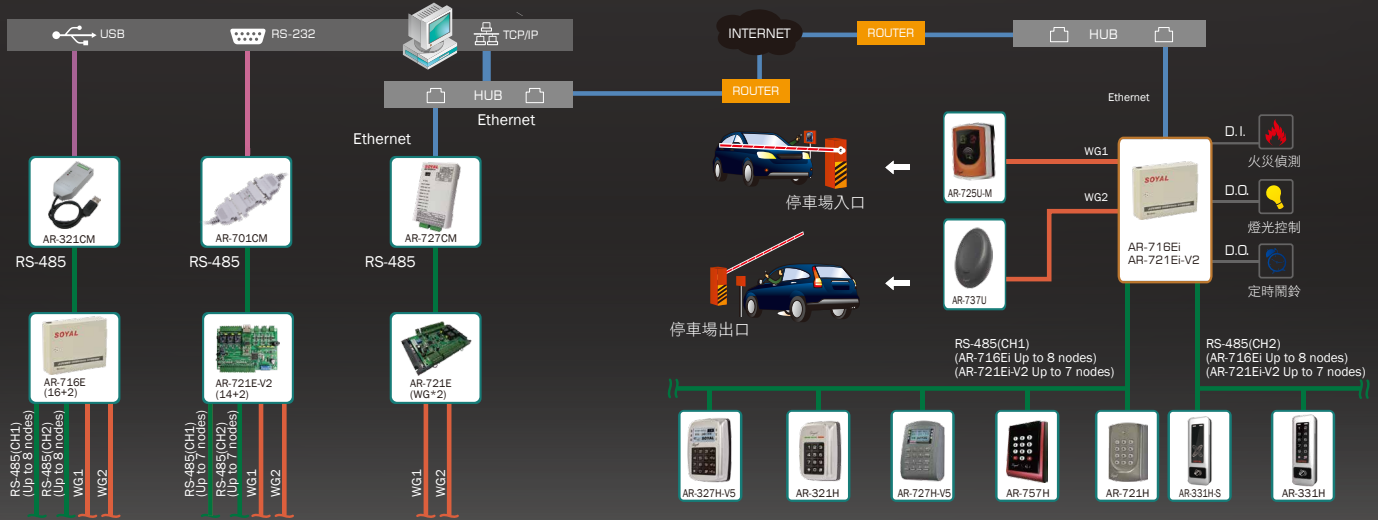 USB
RS-232
TCP/IP
HUB
Ethernet
Ethernet
INTERNET
ROUTER
ROUTER
HUB
Ethernet
AR-321CM
RS-485
AR-701CM
RS-485
AR-727CM
RS-485
SOYAL
AR-716E
(16+2)
AR-721E-V2
(14+2)
AR-721E
(WG*2)
RS-485(CH1)
(Up to 8 nodes)
RS-485(CH2)
(Up to 8 nodes)
WG1
WG2
RS-485(CH1)
(Up to 7 nodes)
RS-485(CH2)
(Up to 7 nodes)
WG1
WG2
WG1
WG2
停車場入口
停車場出口
AR-725U-M
AR-737U
WG1
WG2
SOYAL
AR-716Ei
AR-721Ei-V2
D.I.
火災偵測
D.O.
燈光控制
D.O.
定時鬧鈴
RS-485(CH1)
(AR-716Ei Up to 8 nodes)
(AR-721Ei-V2 Up to 7 nodes)
RS-485(CH2)
(AR-716Ei Up to 8 nodes)
(AR-721Ei-V2 Up to 7 nodes)
SOYAL
AR-327H-V5
AR-321H
AR-727H-V5
AR-757H
AR-721H
AR-331H-S
AR-331H